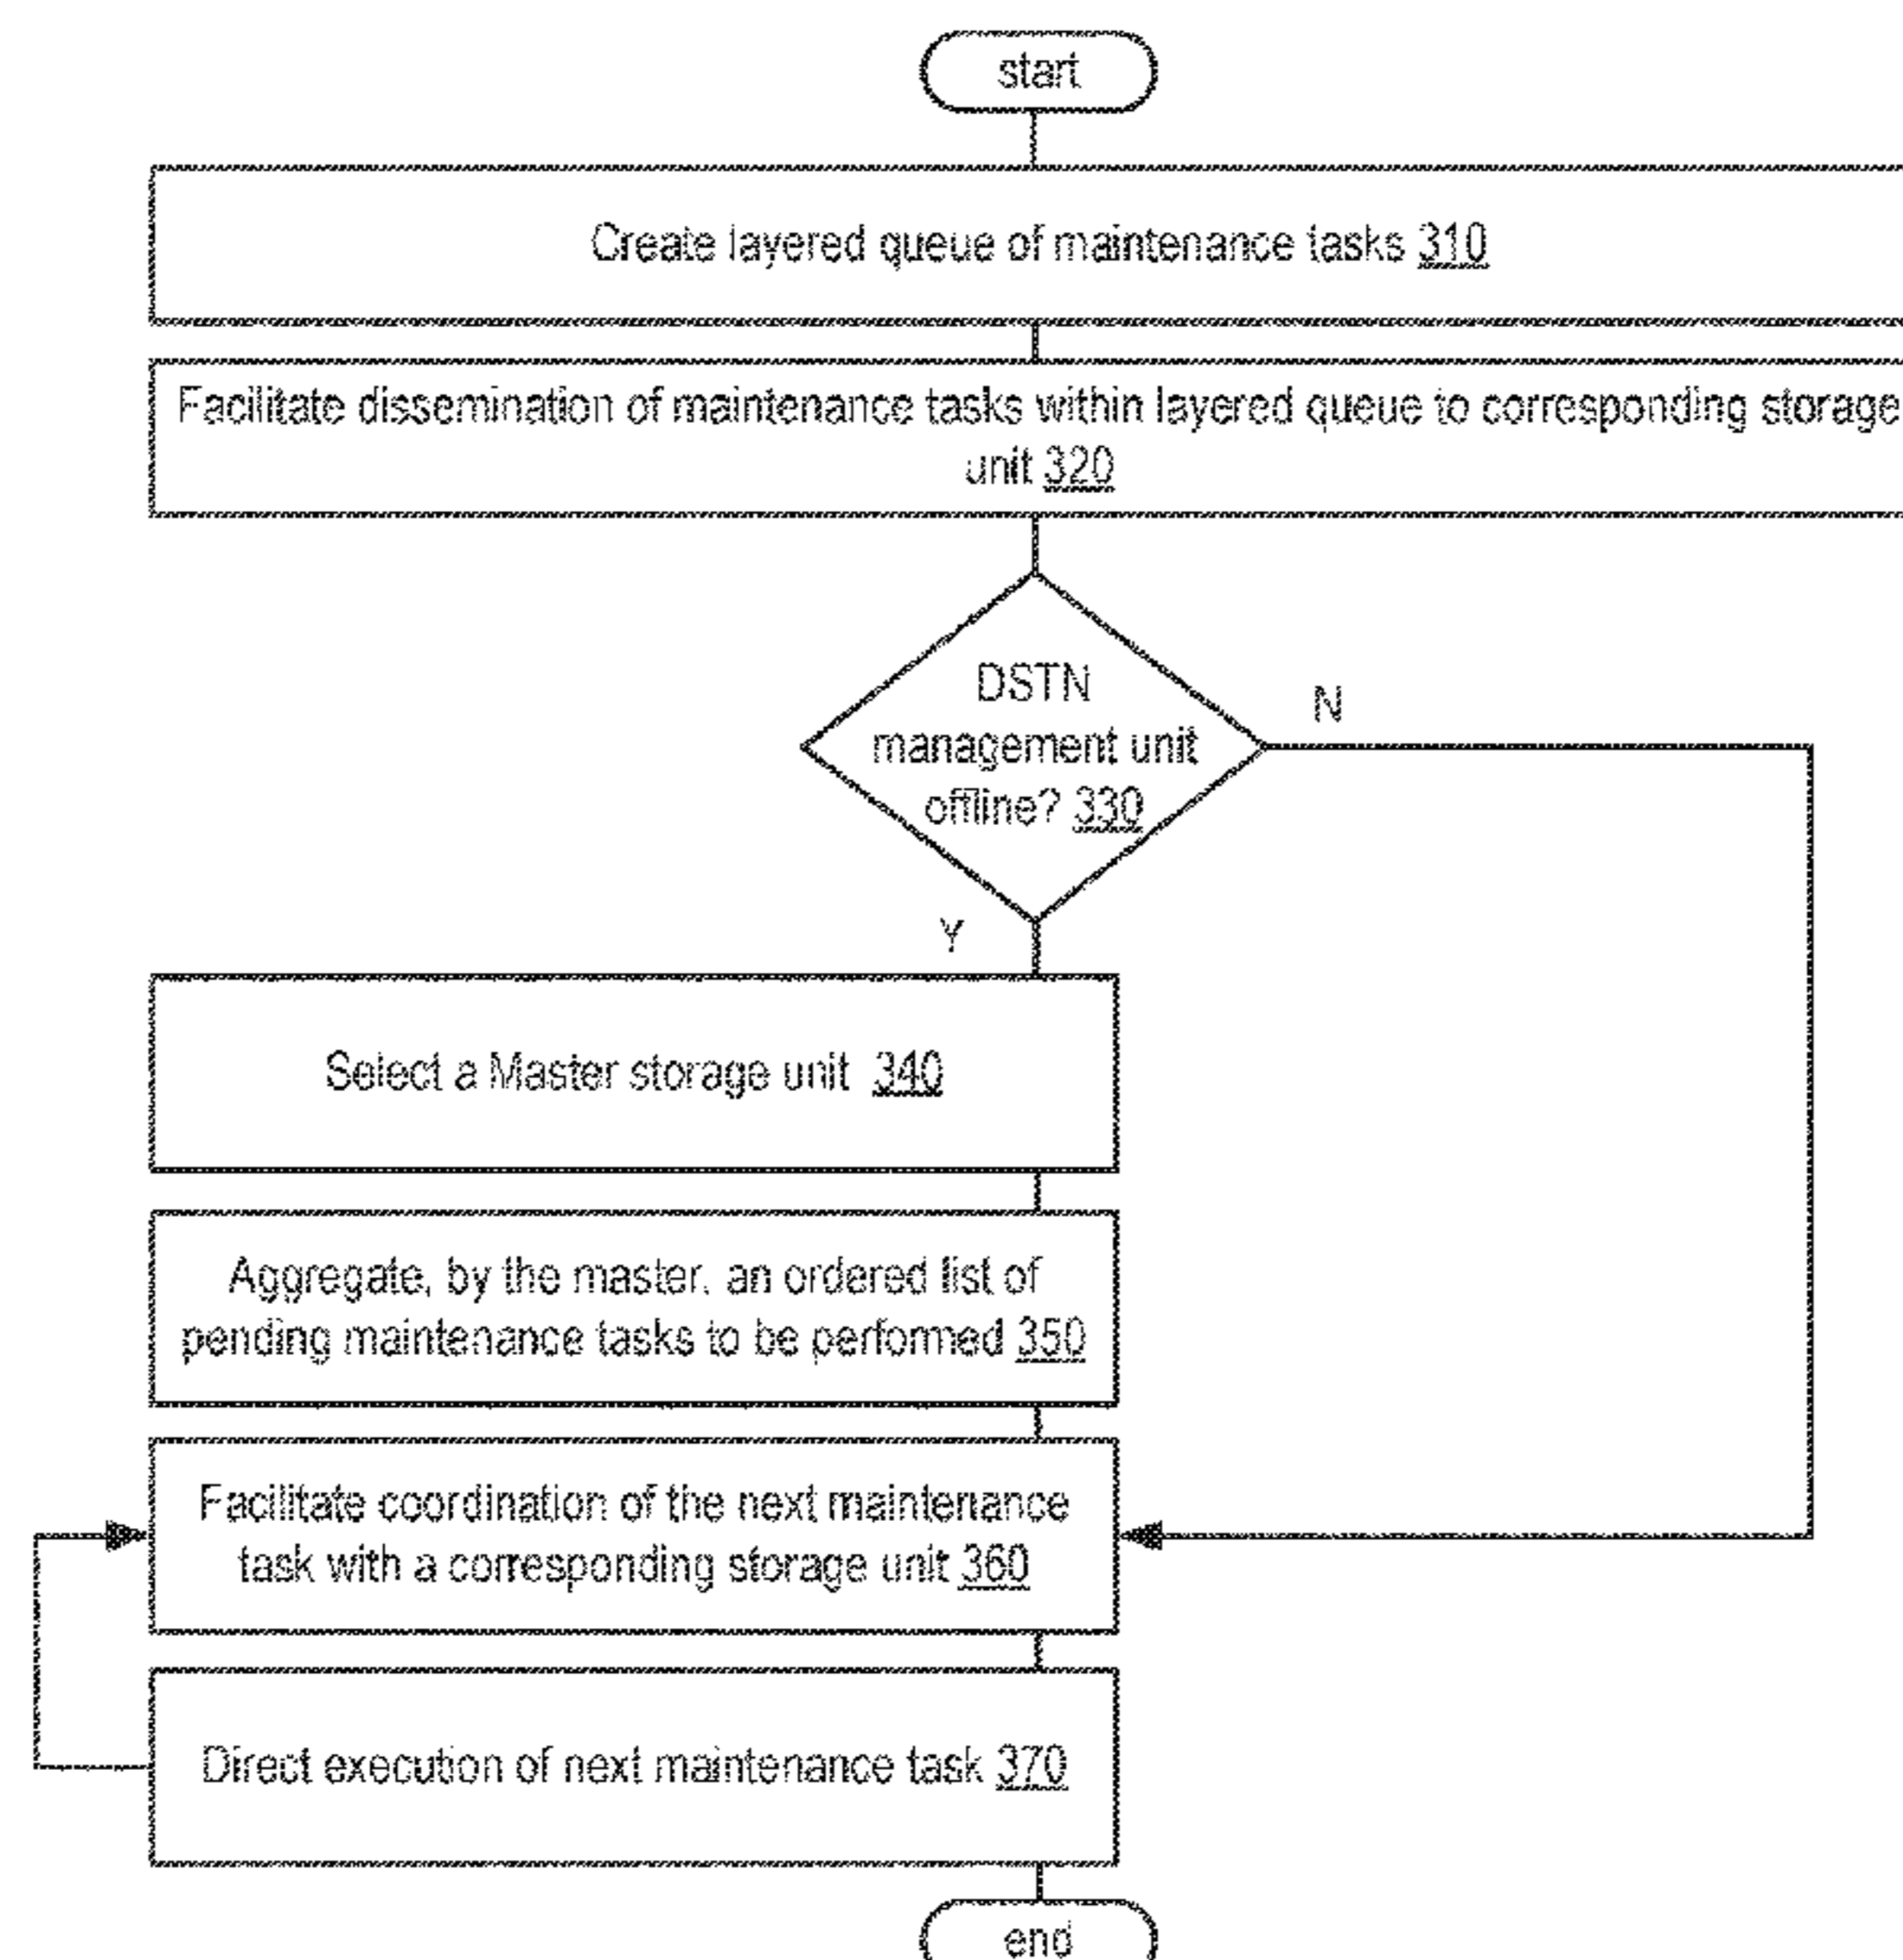 start
Create layered queue of maintenance tasks 310
Facilitate dissemination of maintenance tasks within layered queue to corresponding storage
unit 320
DSTN
management unit
offline? 330
N
Y
Select a Master storage unit 340
Aggregate, by the master, an ordered list of
pending maintenance tasks to be performed 350
Facilitate coordination of the next maintenance
task with a corresponding storage unit 360
Direct execution of next maintenance task 370
end